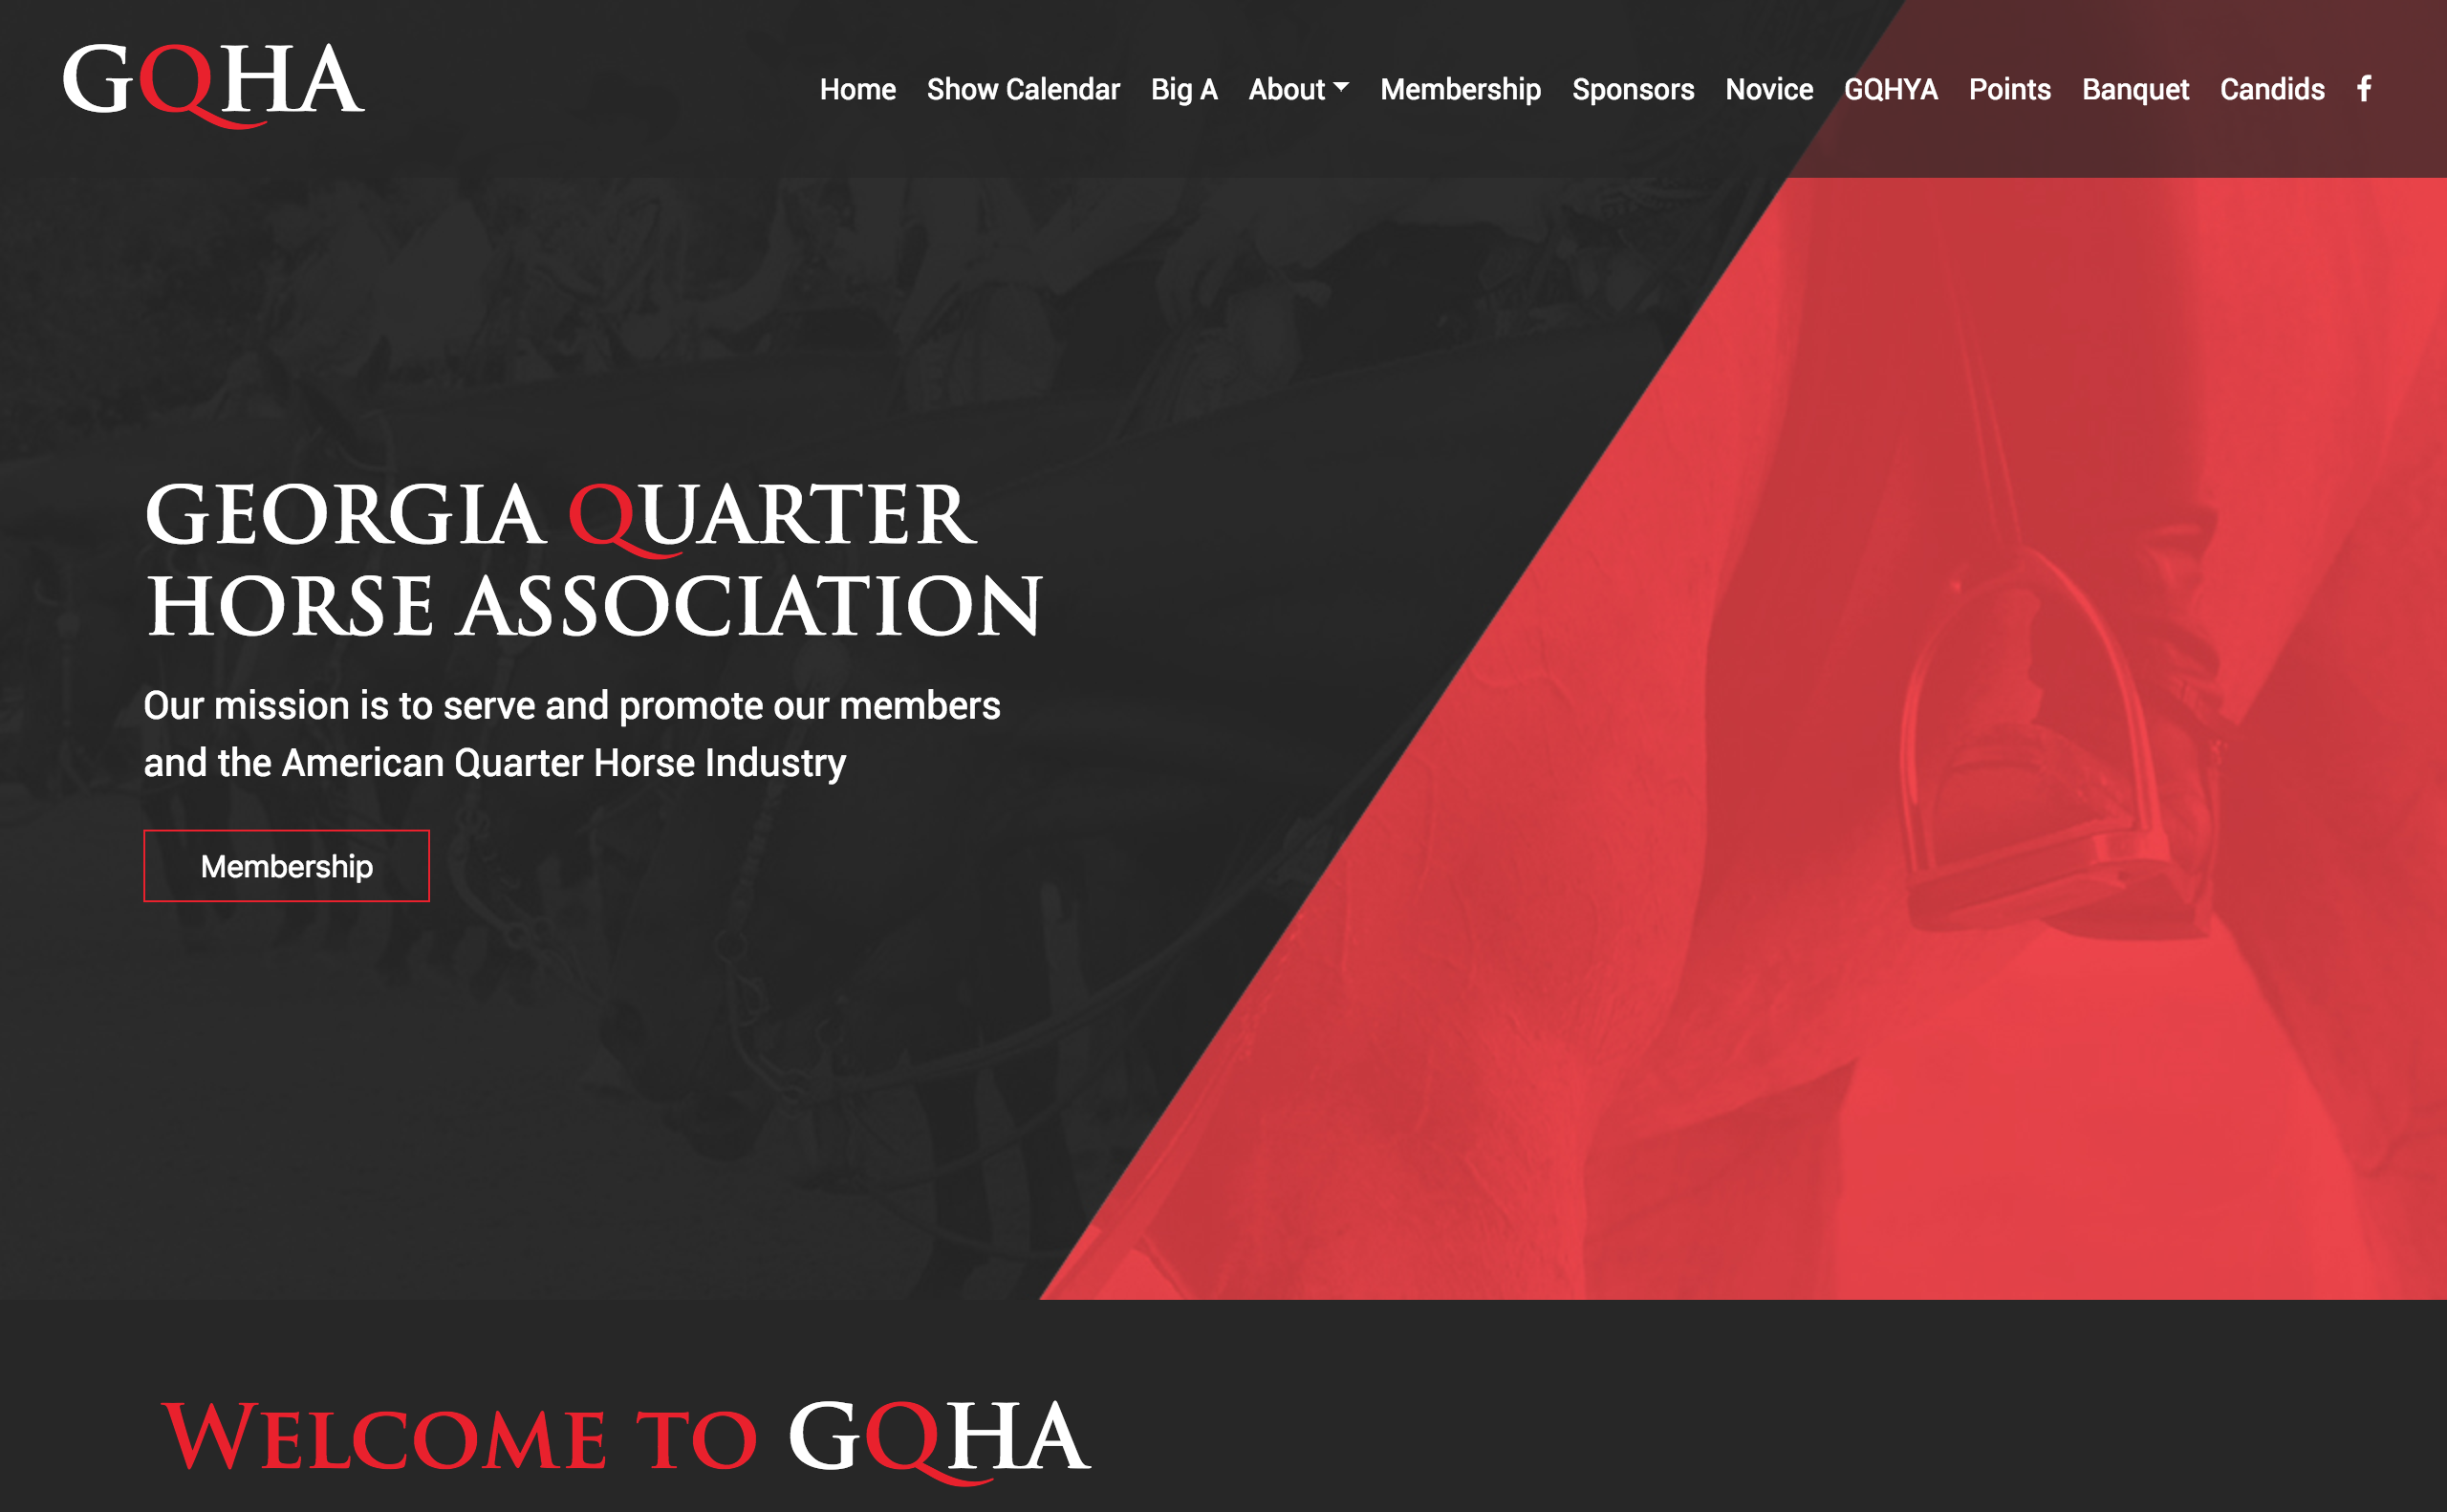 GQHA
Home Show Calendar Big A About Membership Sponsors Novice GQHYA Points Banquet Candids f
GEORGIA QUARTER
HORSE ASSOCIATION
Our mission is to serve and promote our members
and the American Quarter Horse Industry
Membership
WELCOME TO GQHA